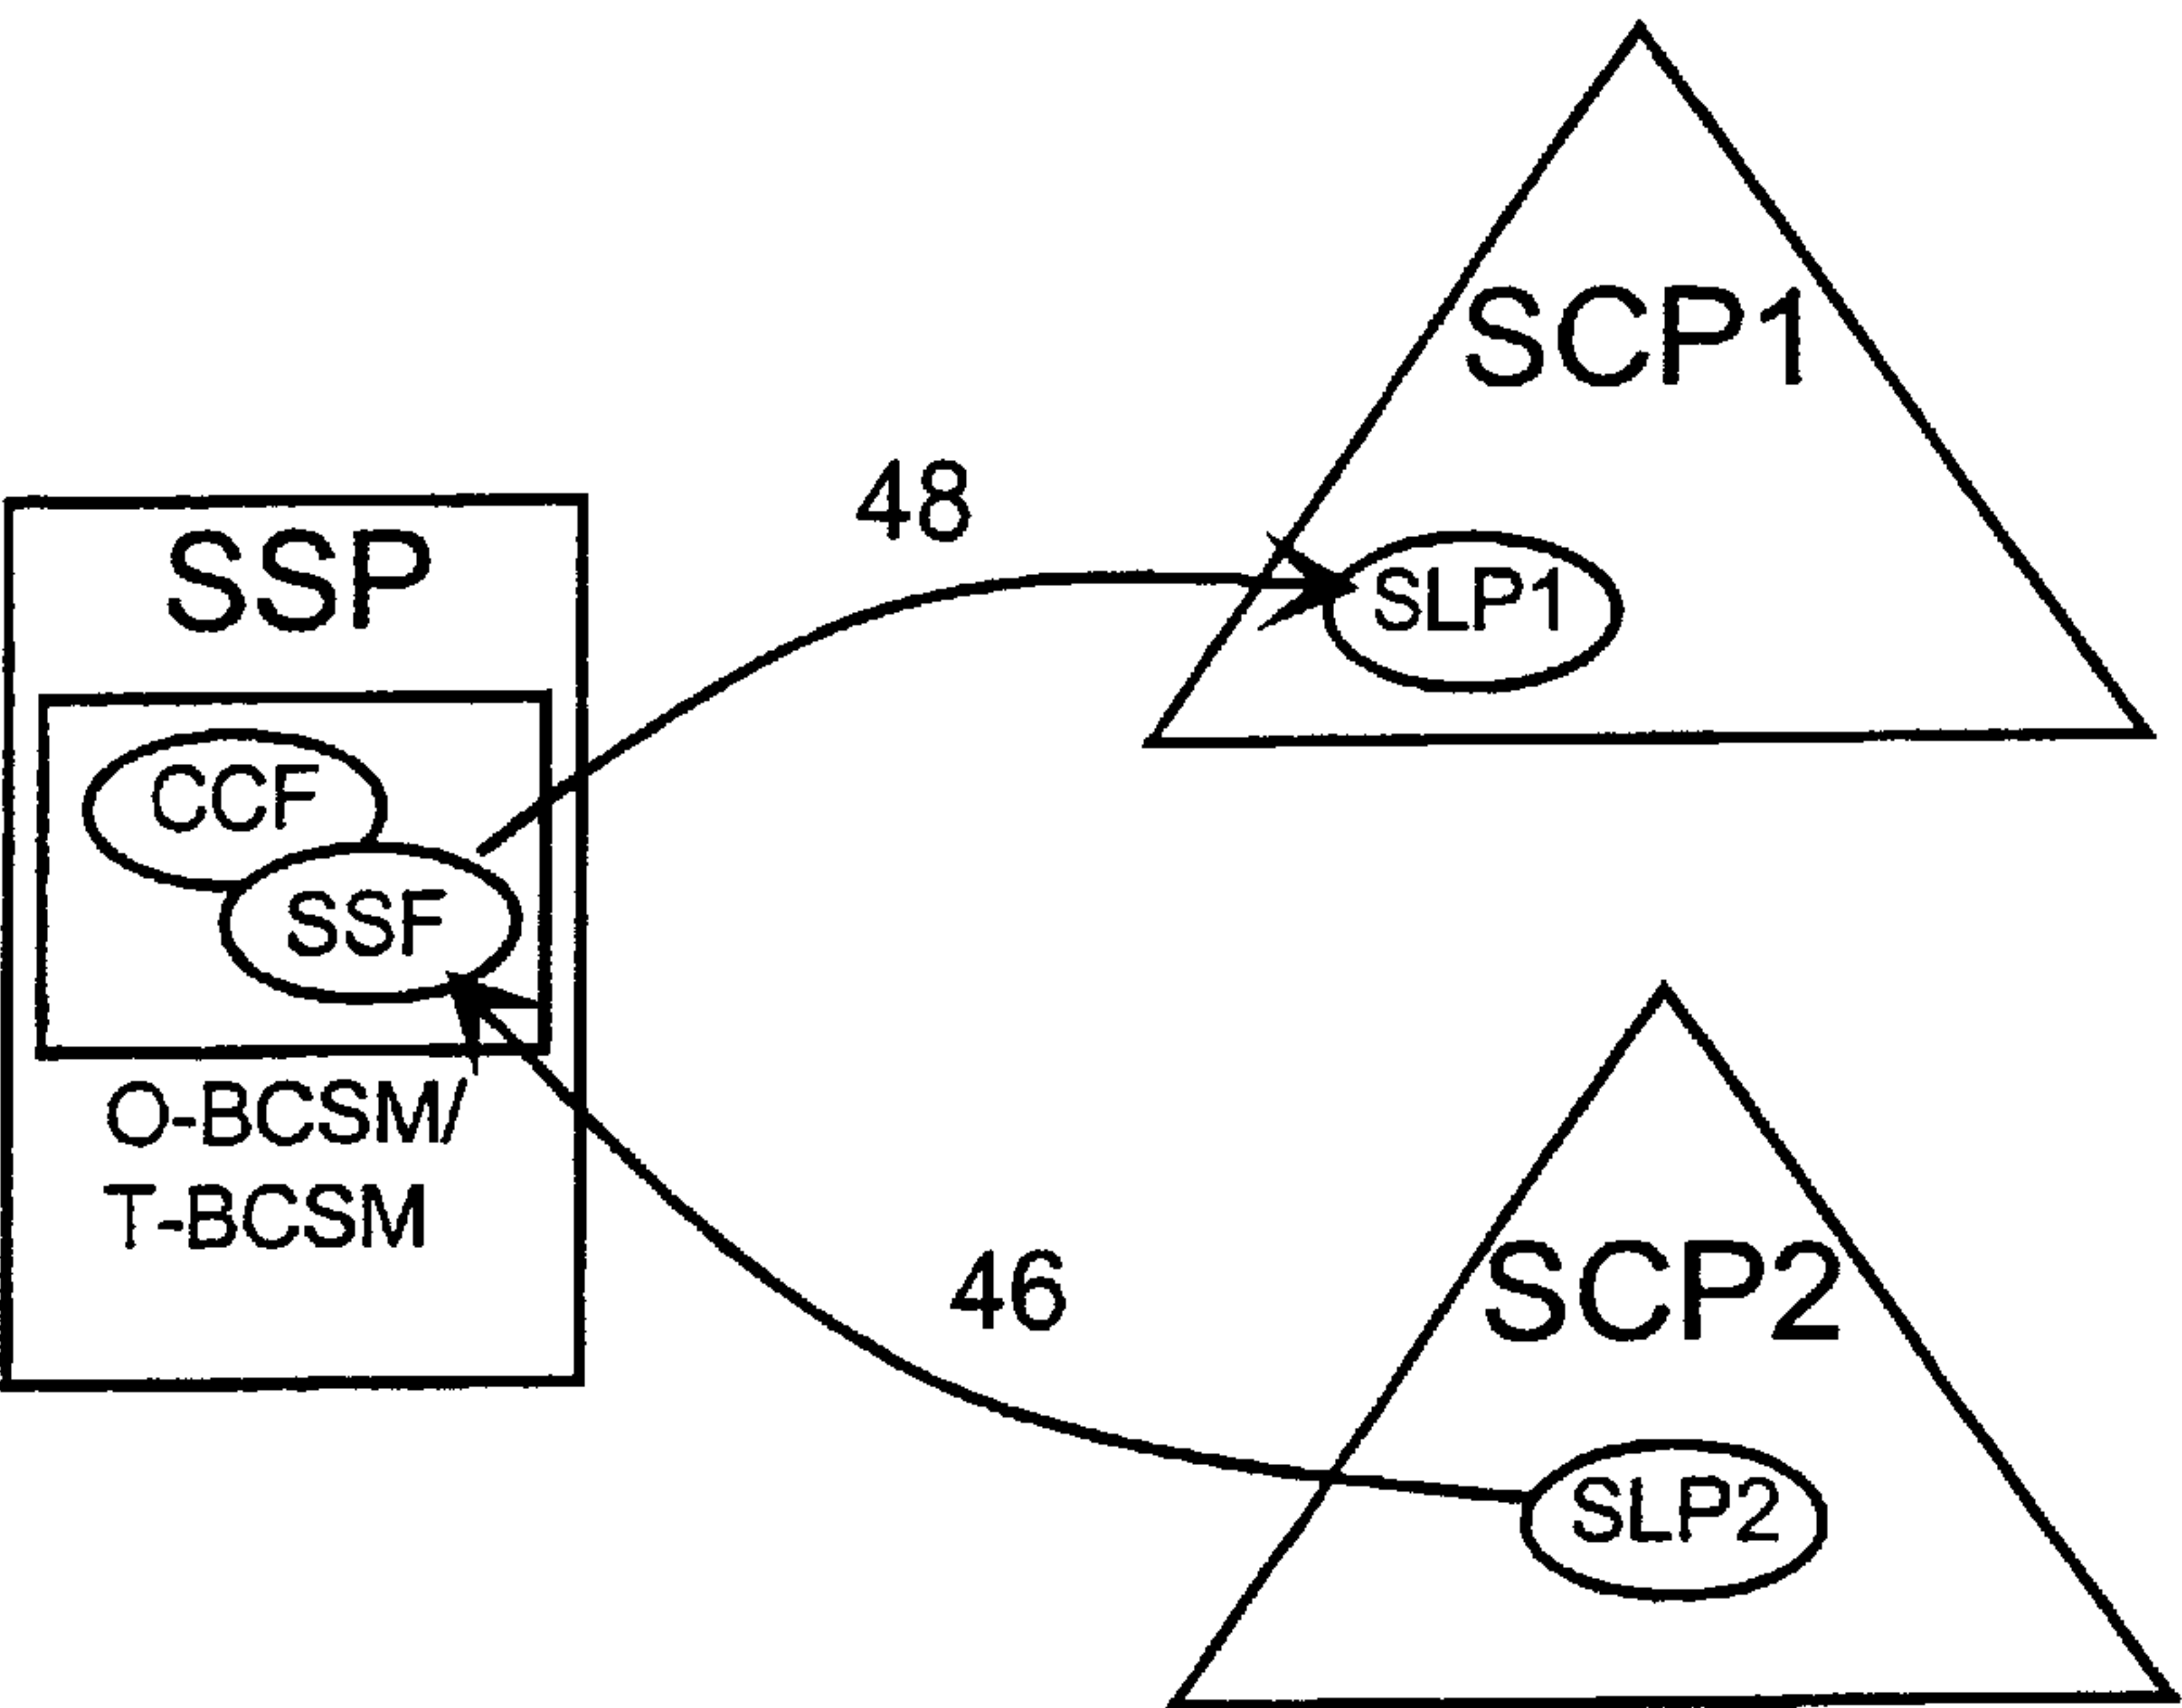 SCP1
48
SSP
SLP1
CCF
SSF
O-BCSM/
T-BCSM
46
SCP2
SLP2